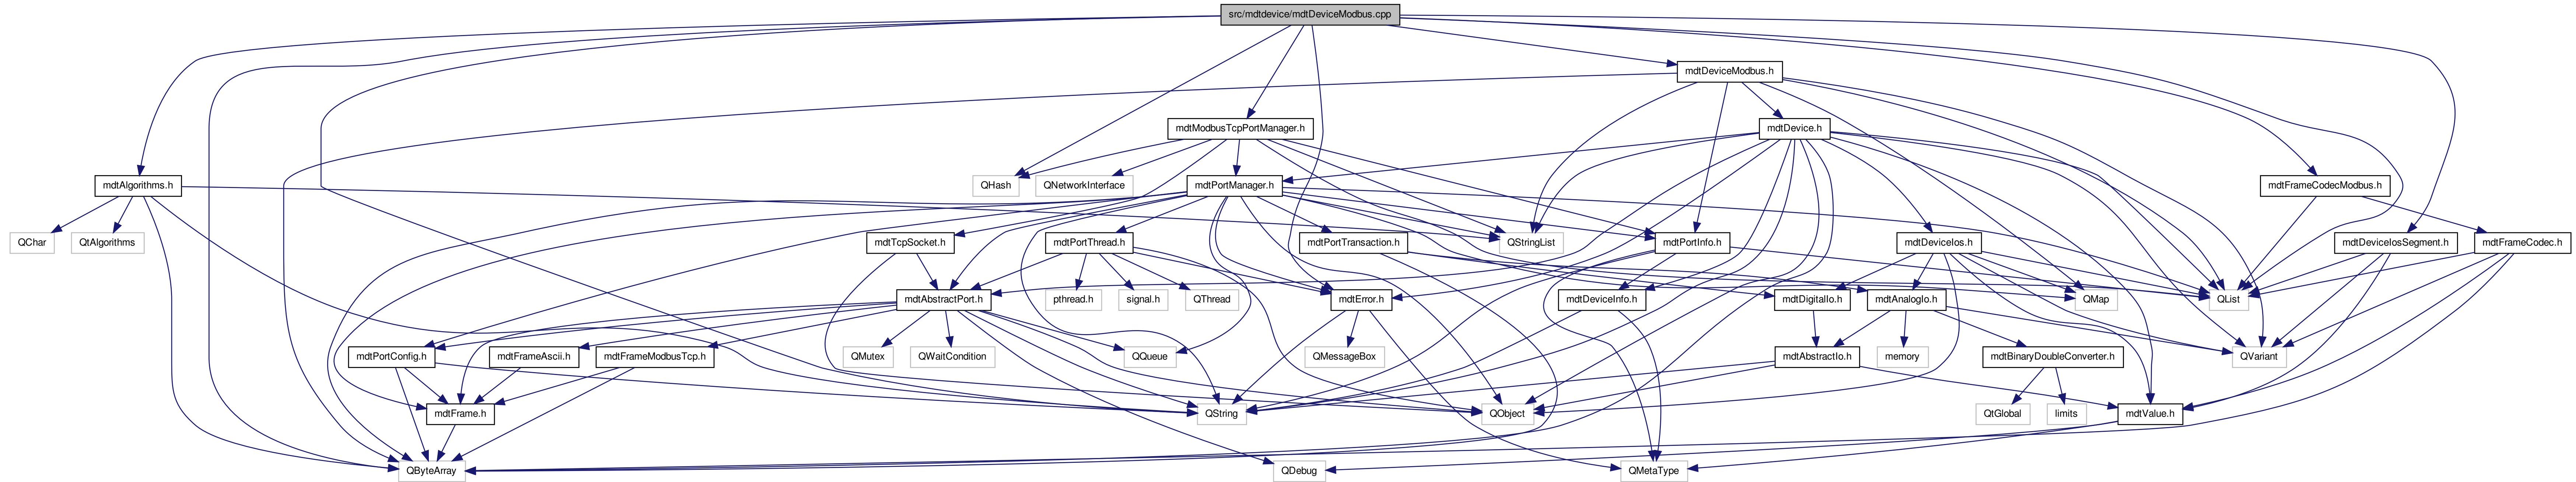 src/mdtdevice/mdtDeviceModbus.cpp
mdtDeviceModbus.h
mdtModbusTcpPortManager.h
mdtDevice.h
mdtAlgorithms.h
QHash
QNetworkInterface
mdtPortManager.h
mdtFrameCodecModbus.h
QChar
QtAlgorithms
mdtTcpSocket.h
mdtPortThread.h
mdtPortTransaction.h
QStringList
mdtPortInfo.h
mdtDeviceIos.h
mdtDeviceIosSegment.h
mdtFrameCodec.h
mdtAbstractPort.h
pthread.h
signal.h
QThread
mdtError.h
mdtDeviceInfo.h
mdtDigitalIo.h
mdtAnalogIo.h
QMap
QList
mdtPortConfig.h
mdtFrameAscii.h
mdtFrameModbusTcp.h
QMutex
QWaitCondition
QQueue
QMessageBox
mdtAbstractIo.h
memory
mdtBinaryDoubleConverter.h
QVariant
mdtFrame.h
QString
QObject
QtGlobal
limits
mdtValue.h
QByteArray
QDebug
QMetaType